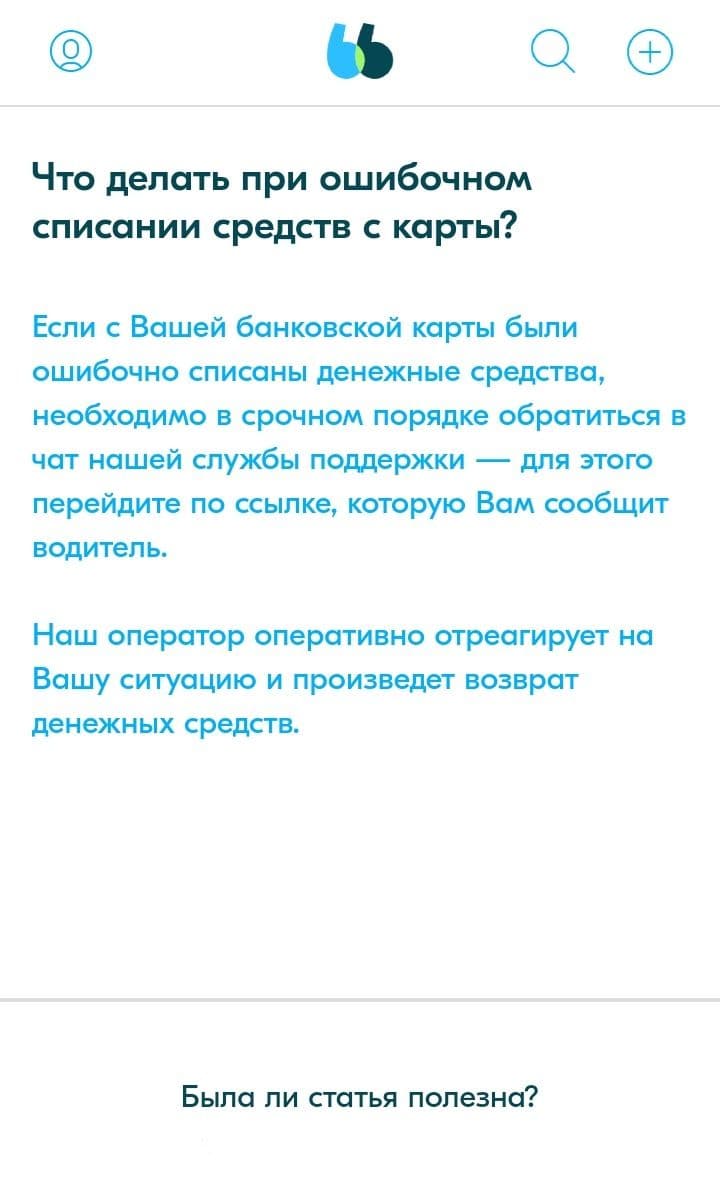 Что делать при ошибочном
списании средств с карты?
Если с Вашей банковской карты были
ошибочно списаны денежные средства,
необходимо в срочном порядке обратиться в
чат нашей службы поддержки — для этого
перейдите по ссылке, которую Вам сообщит
водитель.
Наш оператор оперативно отреагирует на
Вашу ситуацию и произведет возврат
денежных средств.
Была ли статья полезна?